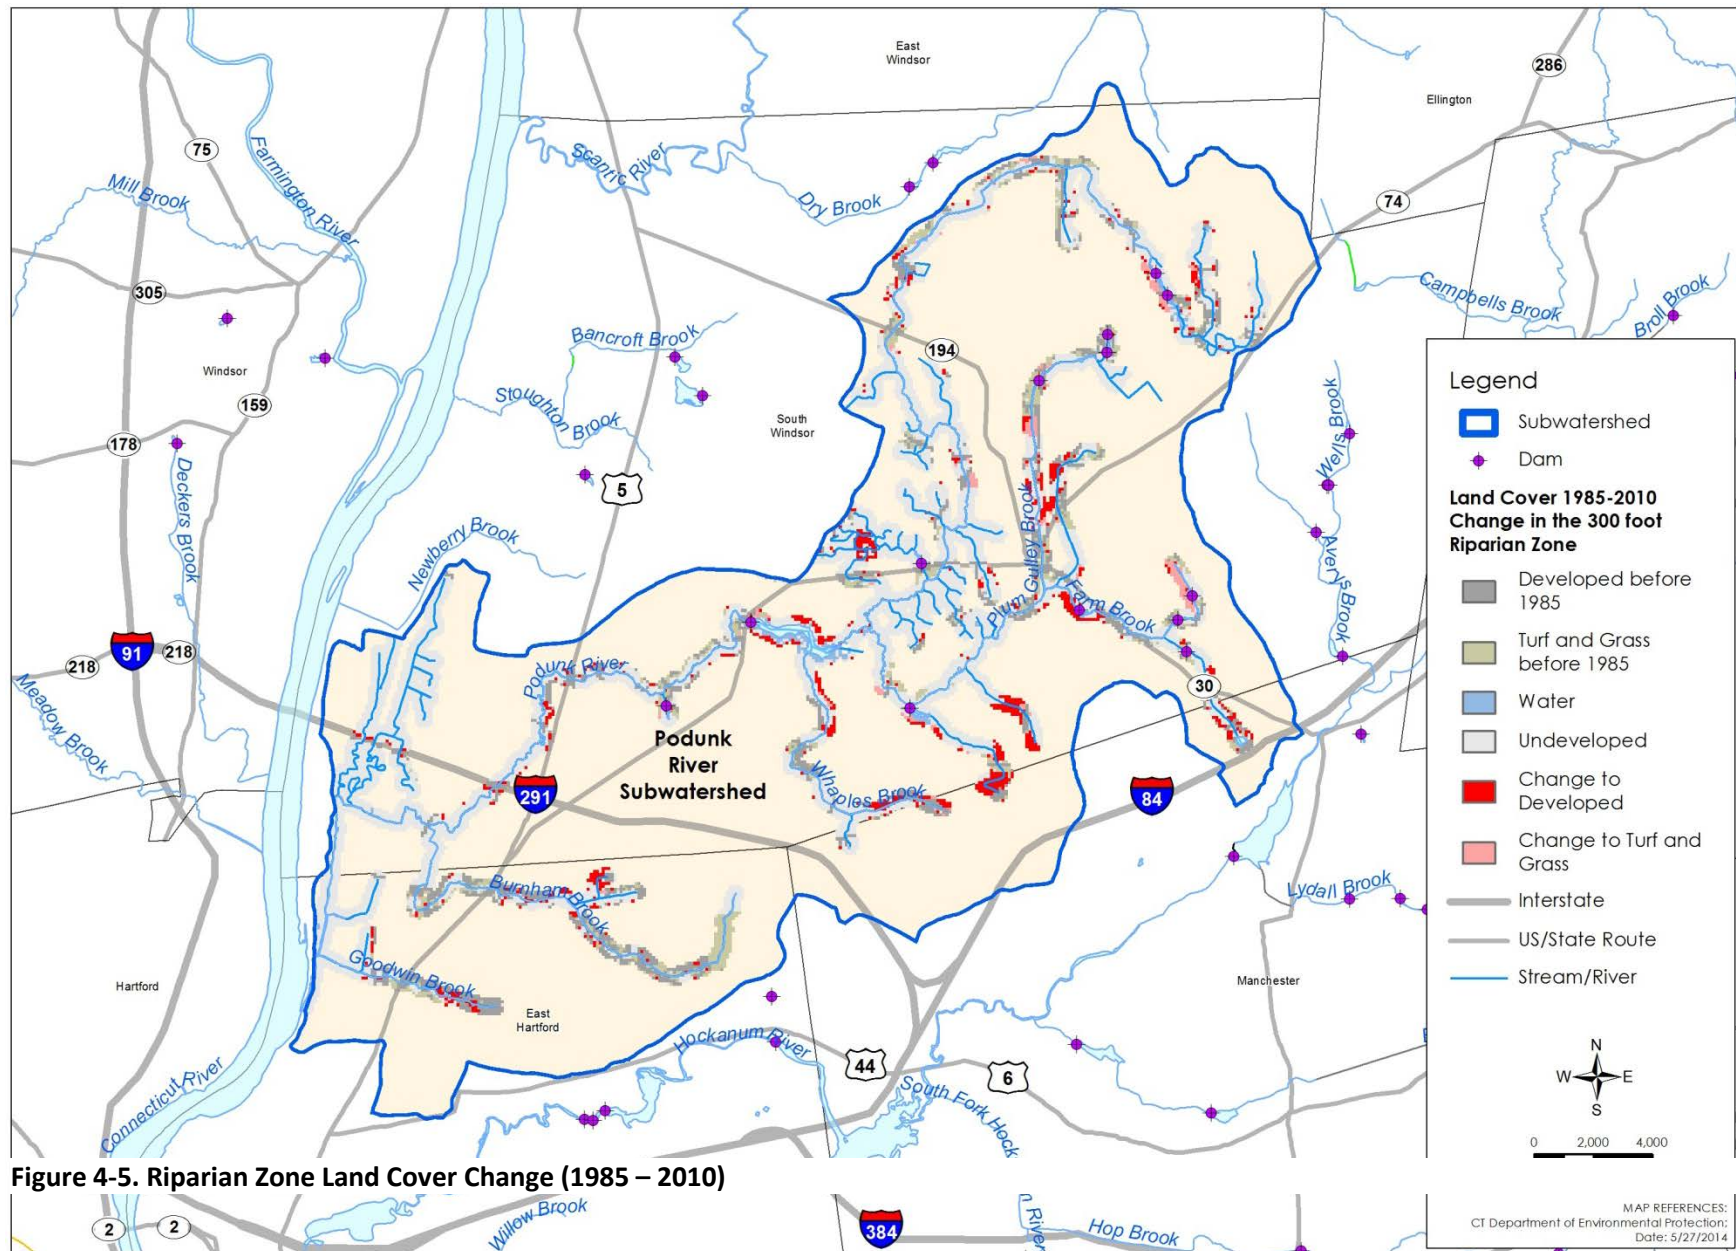 East
Windsor
286
Ellington
75
Farmington River
Scantic River
Mill Brook
Dry Brook
74
305
Campbells Brook
Broll Brook
Bancroft Brook
194
Windsor
Stoughton Brook
159
South
Windsor
178
Deckers Brook
5
Wells Brook
Newberry Brook
Plum Gulley Brook
Averys Brook
Farm Brook
91
218
218
Podunk River
30
Meadow Brook
Podunk
River
Subwatershed
Whaples Brook
291
84
Burnham Brook
Lydall Brook
Goodwin Brook
Hartford
East
Hartford
Manchester
Hockanum River
44
6
South Fork Hock
Connecticut River
Legend
Subwatershed
Dam
Land Cover 1985-2010
Change in the 300 foot
Riparian Zone
Developed before
1985
Turf and Grass
before 1985
Water
Undeveloped
Change to
Developed
Change to Turf and
Grass
Interstate
US/State Route
Stream/River
N
W E
S
0 2,000 4,000
Figure 4-5. Riparian Zone Land Cover Change (1985 – 2010)
2
2
Willow Brook
384
River
Hop Brook
MAP REFERENCES:
CT Department of Environmental Protection;
Date: 5/27/2014